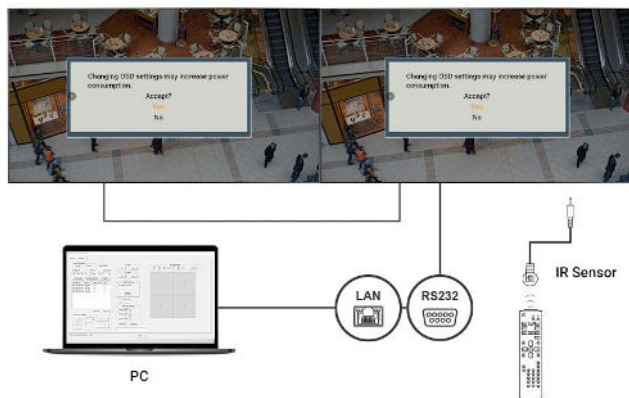 Changing OSD settings may increase power
consumption.
Accept?
Yes
No
Changing OSD settings may increase power
consumption.
Accept?
Yes
No
IR Sensor
LAN
RS232
PC